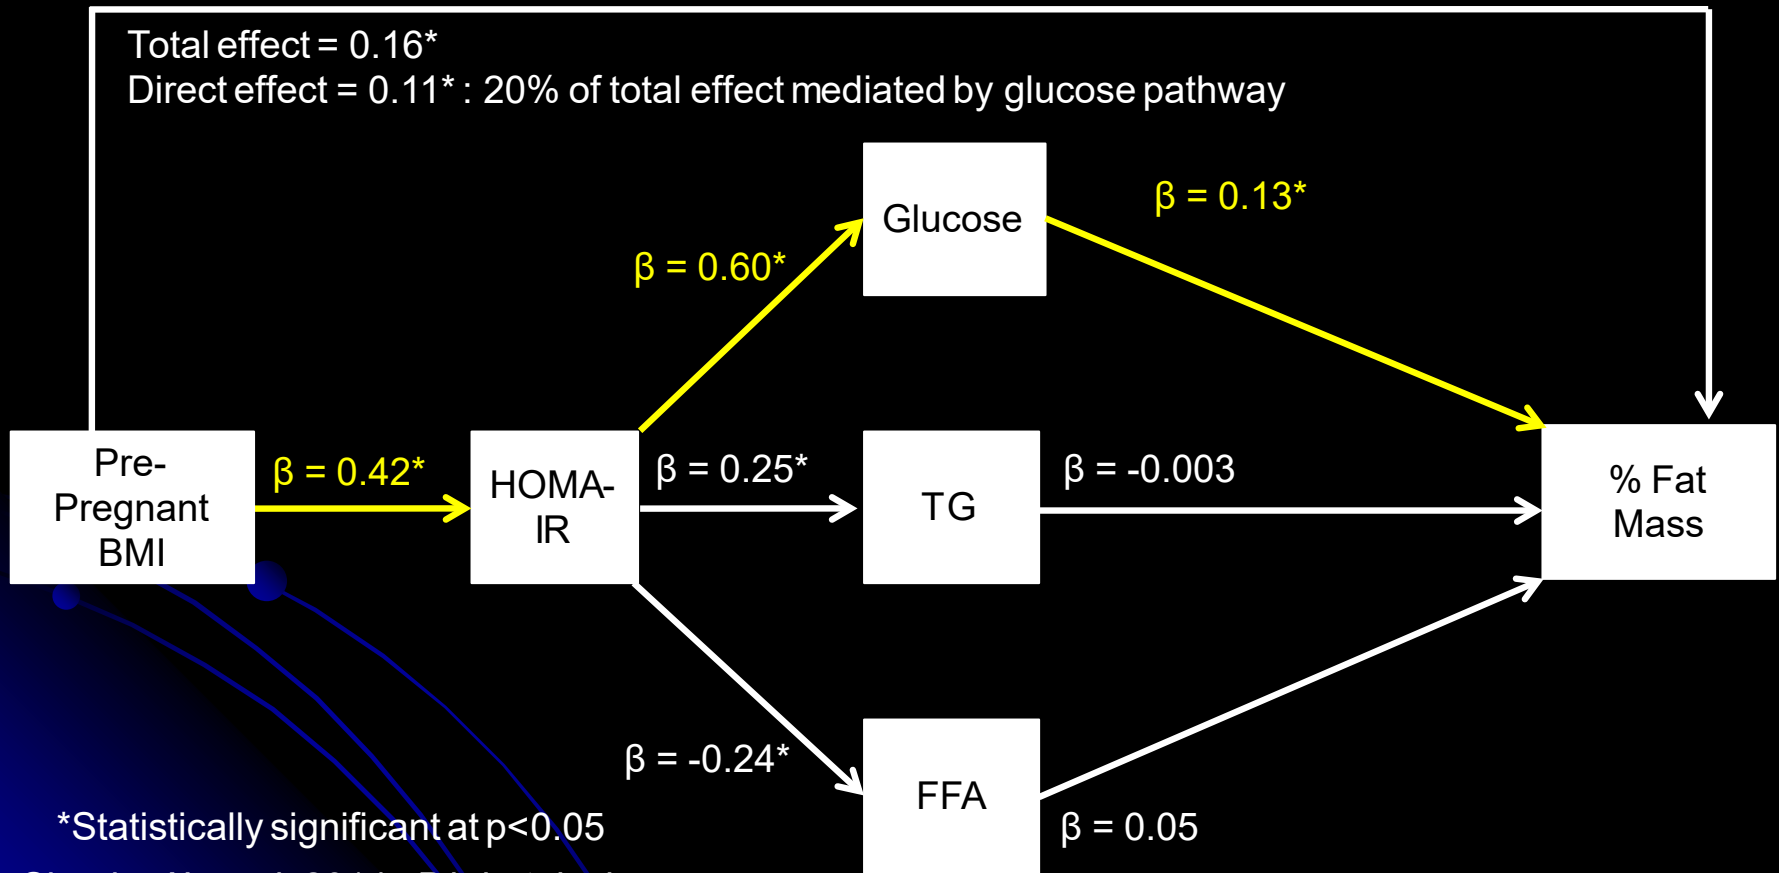 Total effect = 0.16*
Direct effect = 0.11* : 20% of total effect mediated by glucose pathway
Glucose
β = 0.13*
β = 0.60*
Pre-
Pregnant
BMI
β = 0.42*
HOMA-
IR
β = 0.25*
TG
β = -0.003
% Fat
Mass
β = -0.24*
FFA
β = 0.05
*Statistically significant at p<0.05